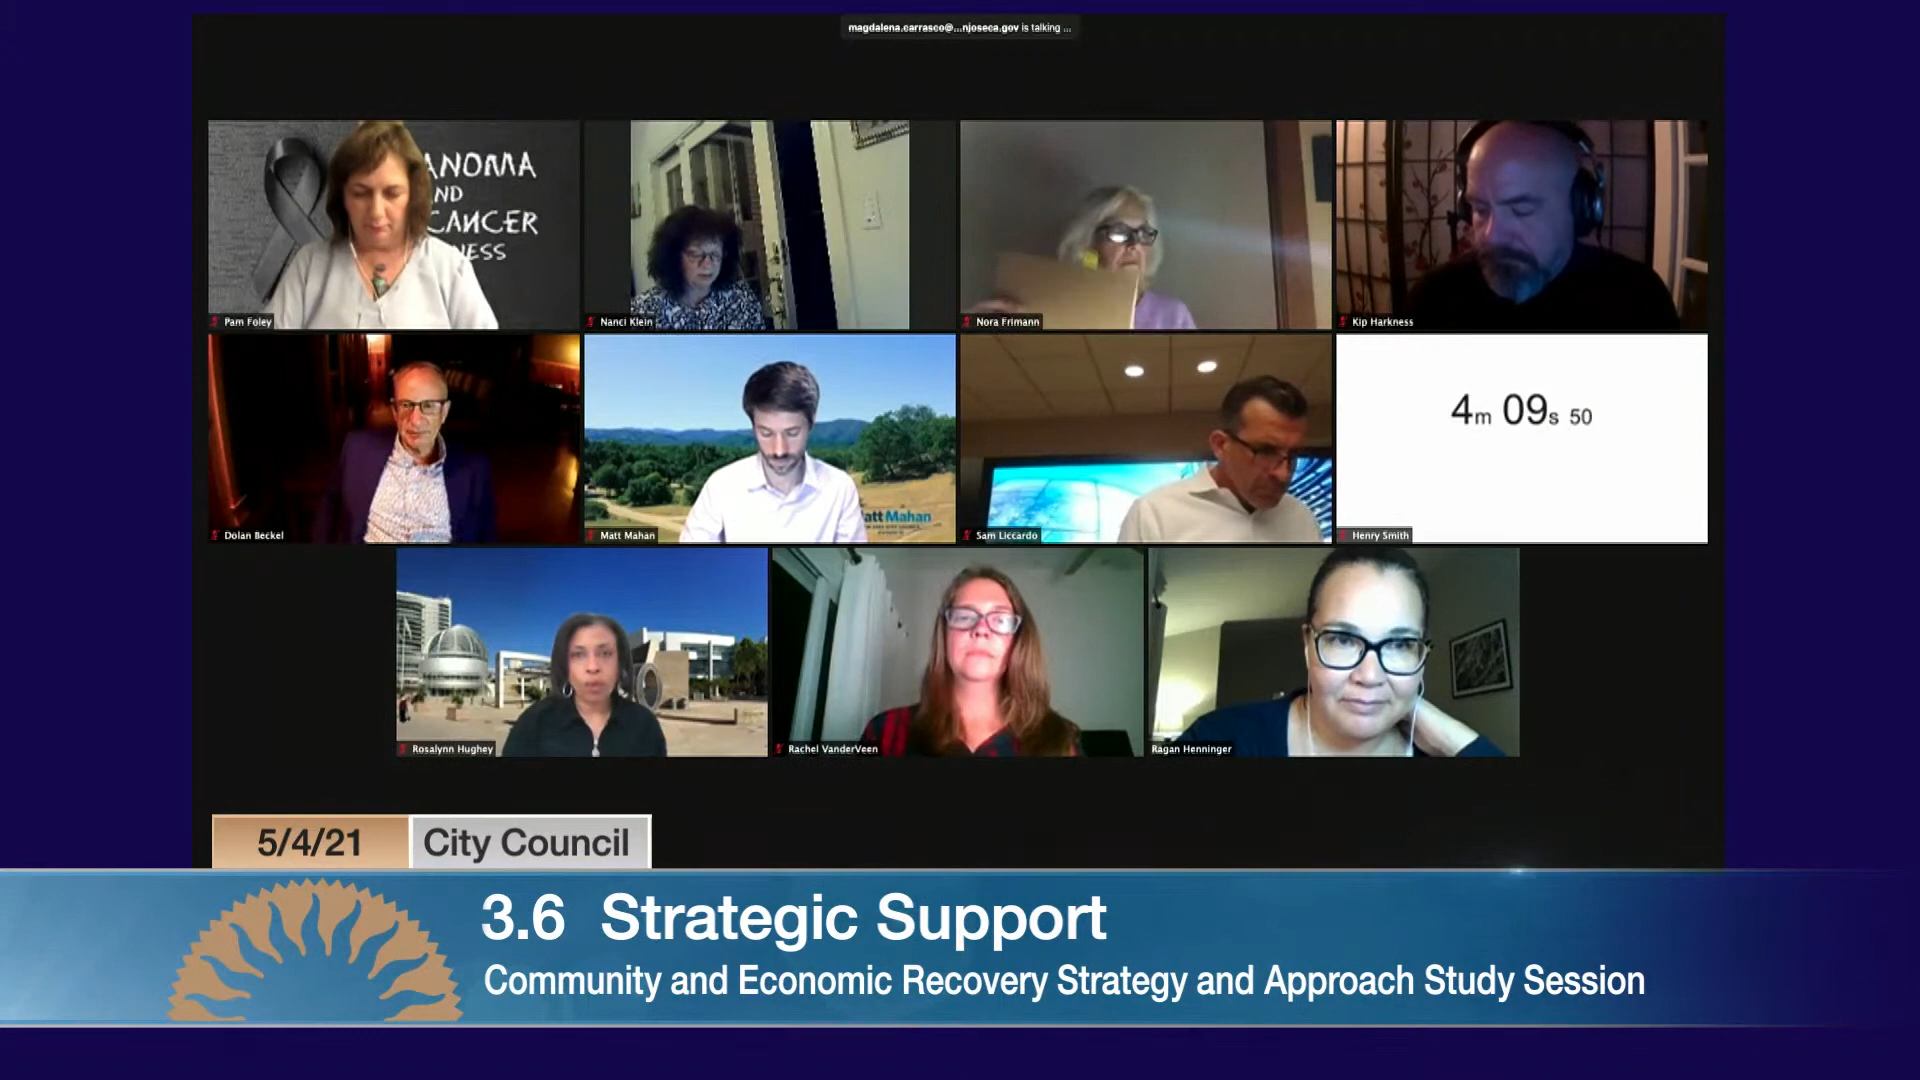 magdalena.carrasco@...njoseca.gov is talking ...
ANOMA
ND
CANCER
NESS
Pam Foley
Nanci Klein
Nora Frimann
Kip Harkness
4m 09s 50
att Mahan
Dolan Beckel
Matt Mahan
Sam Liccardo
Henry Smith
Rosalynn Hughey
Rachel VanderVeen
Ragan Henninger
5/4/21
City Council
3.6 Strategic Support
Community and Economic Recovery Strategy and Approach Study Session